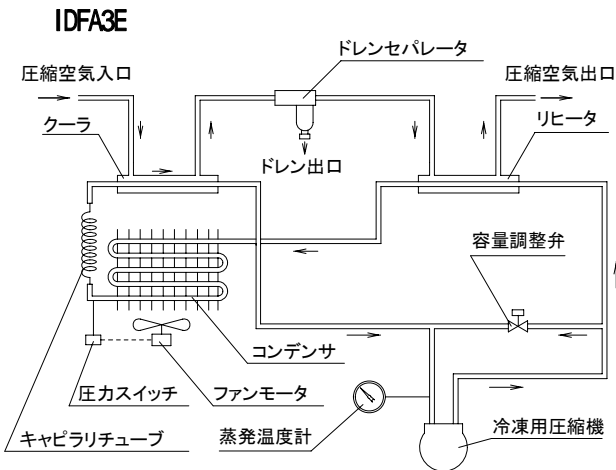 IDFA3E
ドレンセパレータ
圧縮空気入口
圧縮空気出口
クーラ
リヒータ
ドレン出口
容量調整弁
コンデンサ
圧力スイッチ
ファンモータ
キャピラリチューブ
蒸発温度計
冷凍用圧縮機